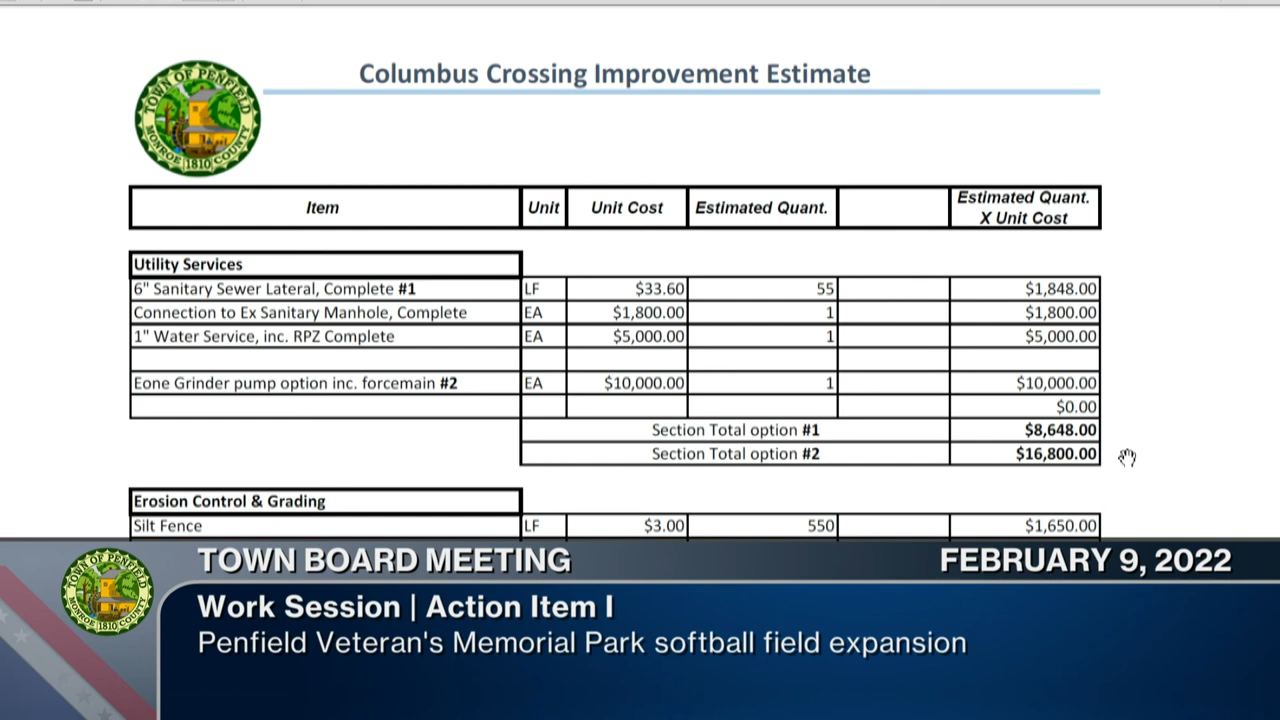 Columbus Crossing Improvement Estimate
TOWN OF PENFIELD
MONROE COUNTY
1810
Item Unit Unit Cost Estimated Quant. Estimated Quant. X Unit Cost
Utility Services
6" Sanitary Sewer Lateral, Complete #1 LF $33.60 55 $1,848.00
Connection to Ex Sanitary Manhole, Complete EA $1,800.00 1 $1,800.00
1" Water Service, inc. RPZ Complete EA $5,000.00 1 $5,000.00
Eone Grinder pump option inc. forcemain #2 EA $10,000.00 1 $10,000.00
$0.00
Section Total option #1 $8,648.00
Section Total option #2 $16,800.00
Erosion Control & Grading
Silt Fence LF $3.00 550 $1,650.00
TOWN OF PENFIELD
MONROE COUNTY
1810
TOWN BOARD MEETING FEBRUARY 9, 2022
Work Session | Action Item I
Penfield Veteran's Memorial Park softball field expansion